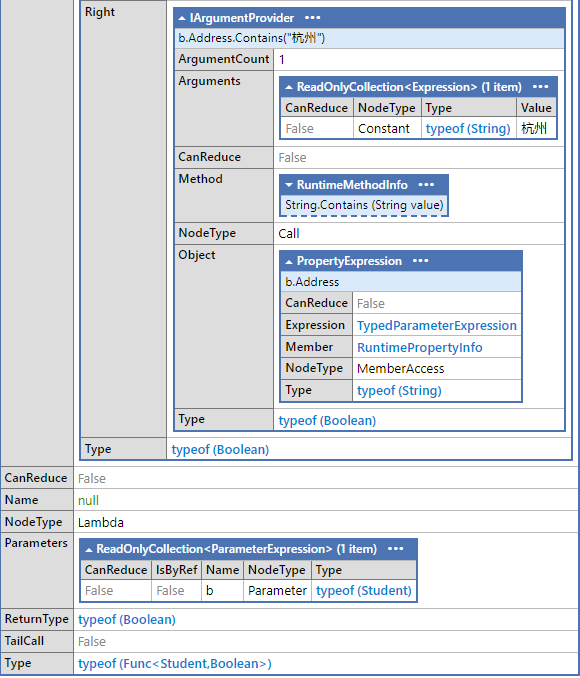 Right
IArgumentProvider •••
b.Address.Contains("杭州")
ArgumentCount 1
Arguments
ReadOnlyCollection<Expression> (1 item) •••
CanReduce NodeType Type Value
False Constant typeof (String) 杭州
CanReduce False
Method
RuntimeMethodInfo •••
String.Contains (String value)
NodeType Call
Object
PropertyExpression •••
b.Address
CanReduce False
Expression TypedParameterExpression
Member RuntimePropertyInfo
NodeType MemberAccess
Type typeof (String)
Type typeof (Boolean)
Type typeof (Boolean)
CanReduce False
Name null
NodeType Lambda
Parameters
ReadOnlyCollection<ParameterExpression> (1 item) •••
CanReduce IsByRef Name NodeType Type
False False b Parameter typeof (Student)
ReturnType typeof (Boolean)
TailCall False
Type typeof (Func<Student,Boolean>)